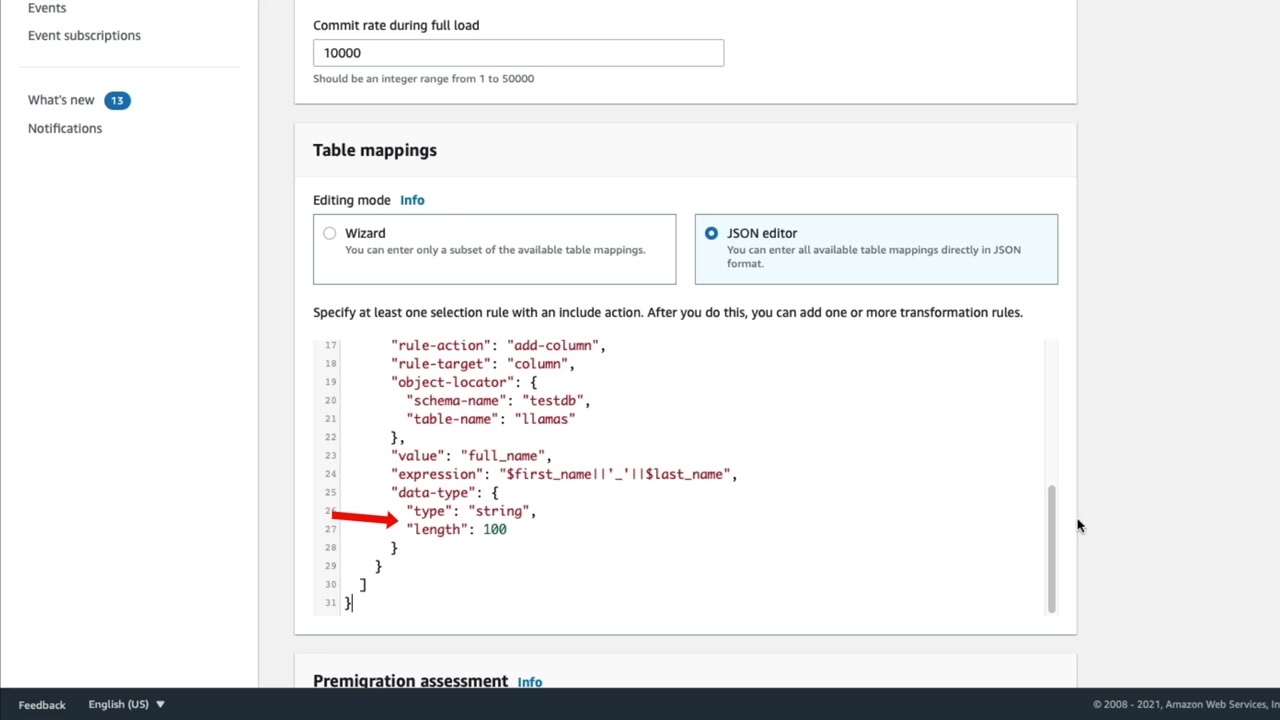 Events
Event subscriptions
What's new 13
Notifications
Commit rate during full load
10000
Should be an integer range from 1 to 50000
Table mappings
Editing mode Info
Wizard
You can enter only a subset of the available table mappings.
JSON editor
You can enter all available table mappings directly in JSON
format.
Specify at least one selection rule with an include action. After you do this, you can add one or more transformation rules.
17 "rule-action": "add-column",
18 "rule-target": "column",
19 "object-locator": {
20 "schema-name": "testdb",
21 "table-name": "llamas"
22 },
23 "value": "full_name",
24 "expression": "$first_name||'_'||$last_name",
25 "data-type": {
26 "type": "string",
27 "length": 100
28 }
29 }
30 ]
31 }
Premigration assessment Info
Feedback English (US) ▼ © 2008 - 2021, Amazon Web Services, In